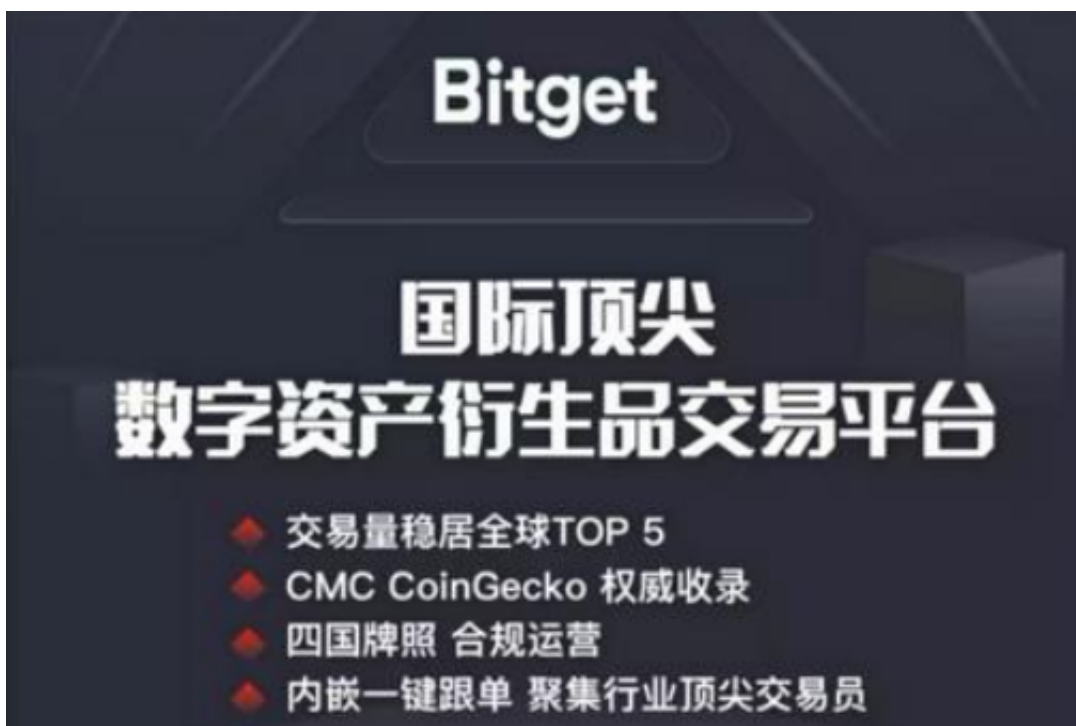 Bitget
国际顶尖
数字资产衍生品交易平台
交易量稳居全球TOP 5
CMC CoinGecko 权威收录
四国牌照 合规运营
内嵌一键跟单 聚集行业顶尖交易员